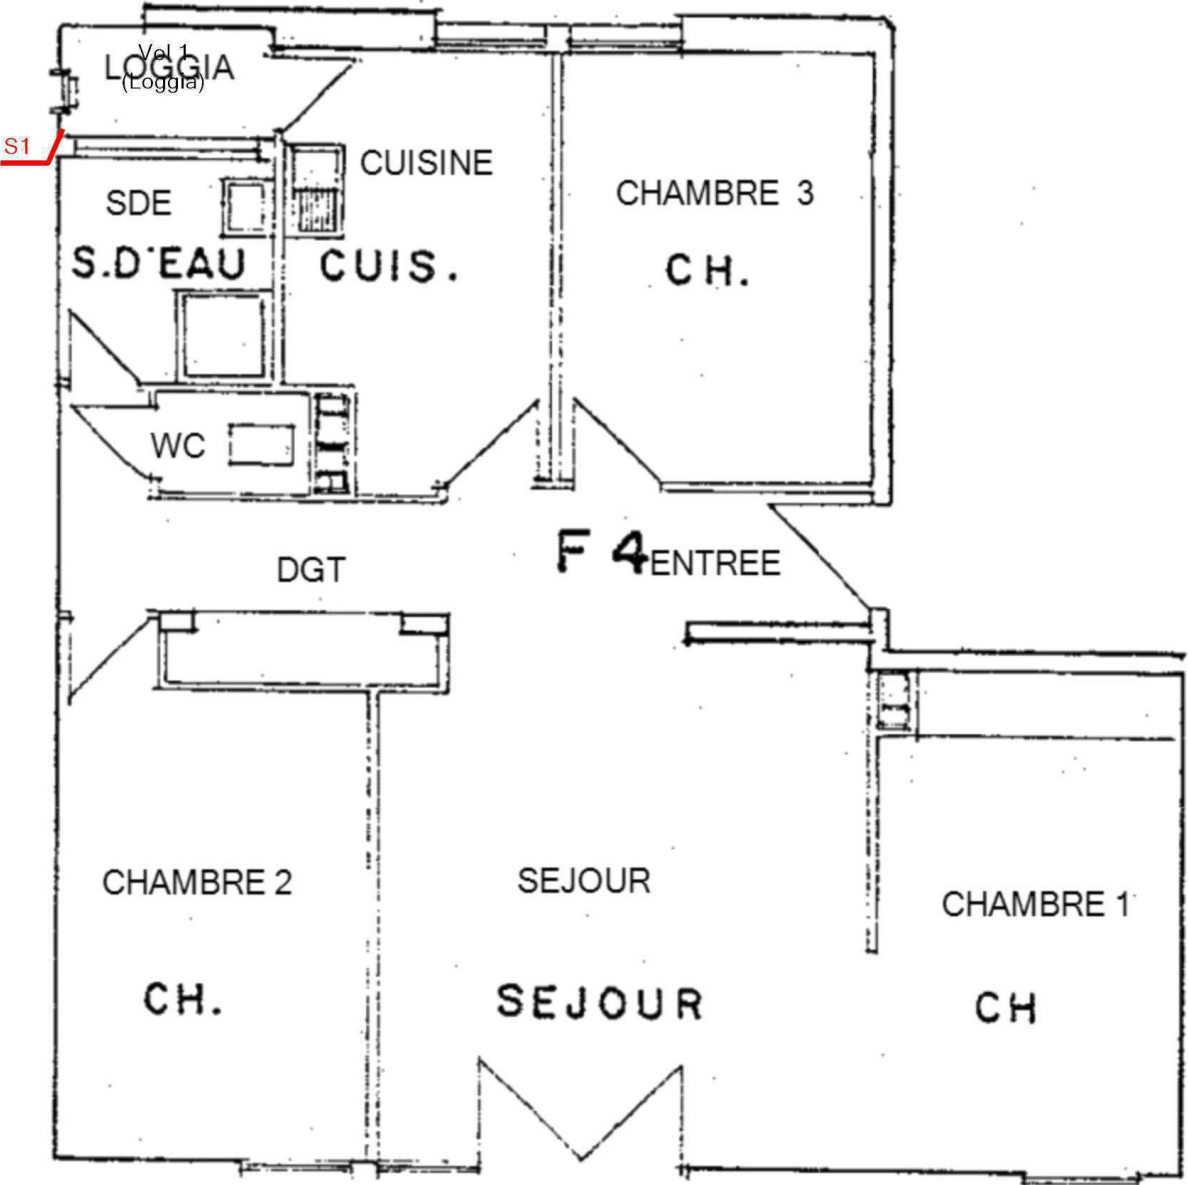 Vol 1
LOGGIA
(Loggia)
S1
CUISINE
CHAMBRE 3
SDE
S.D'EAU
CUIS.
CH.
WC
F 4
ENTREE
DGT
CHAMBRE 2
SEJOUR
CHAMBRE 1
CH.
SEJOUR
CH